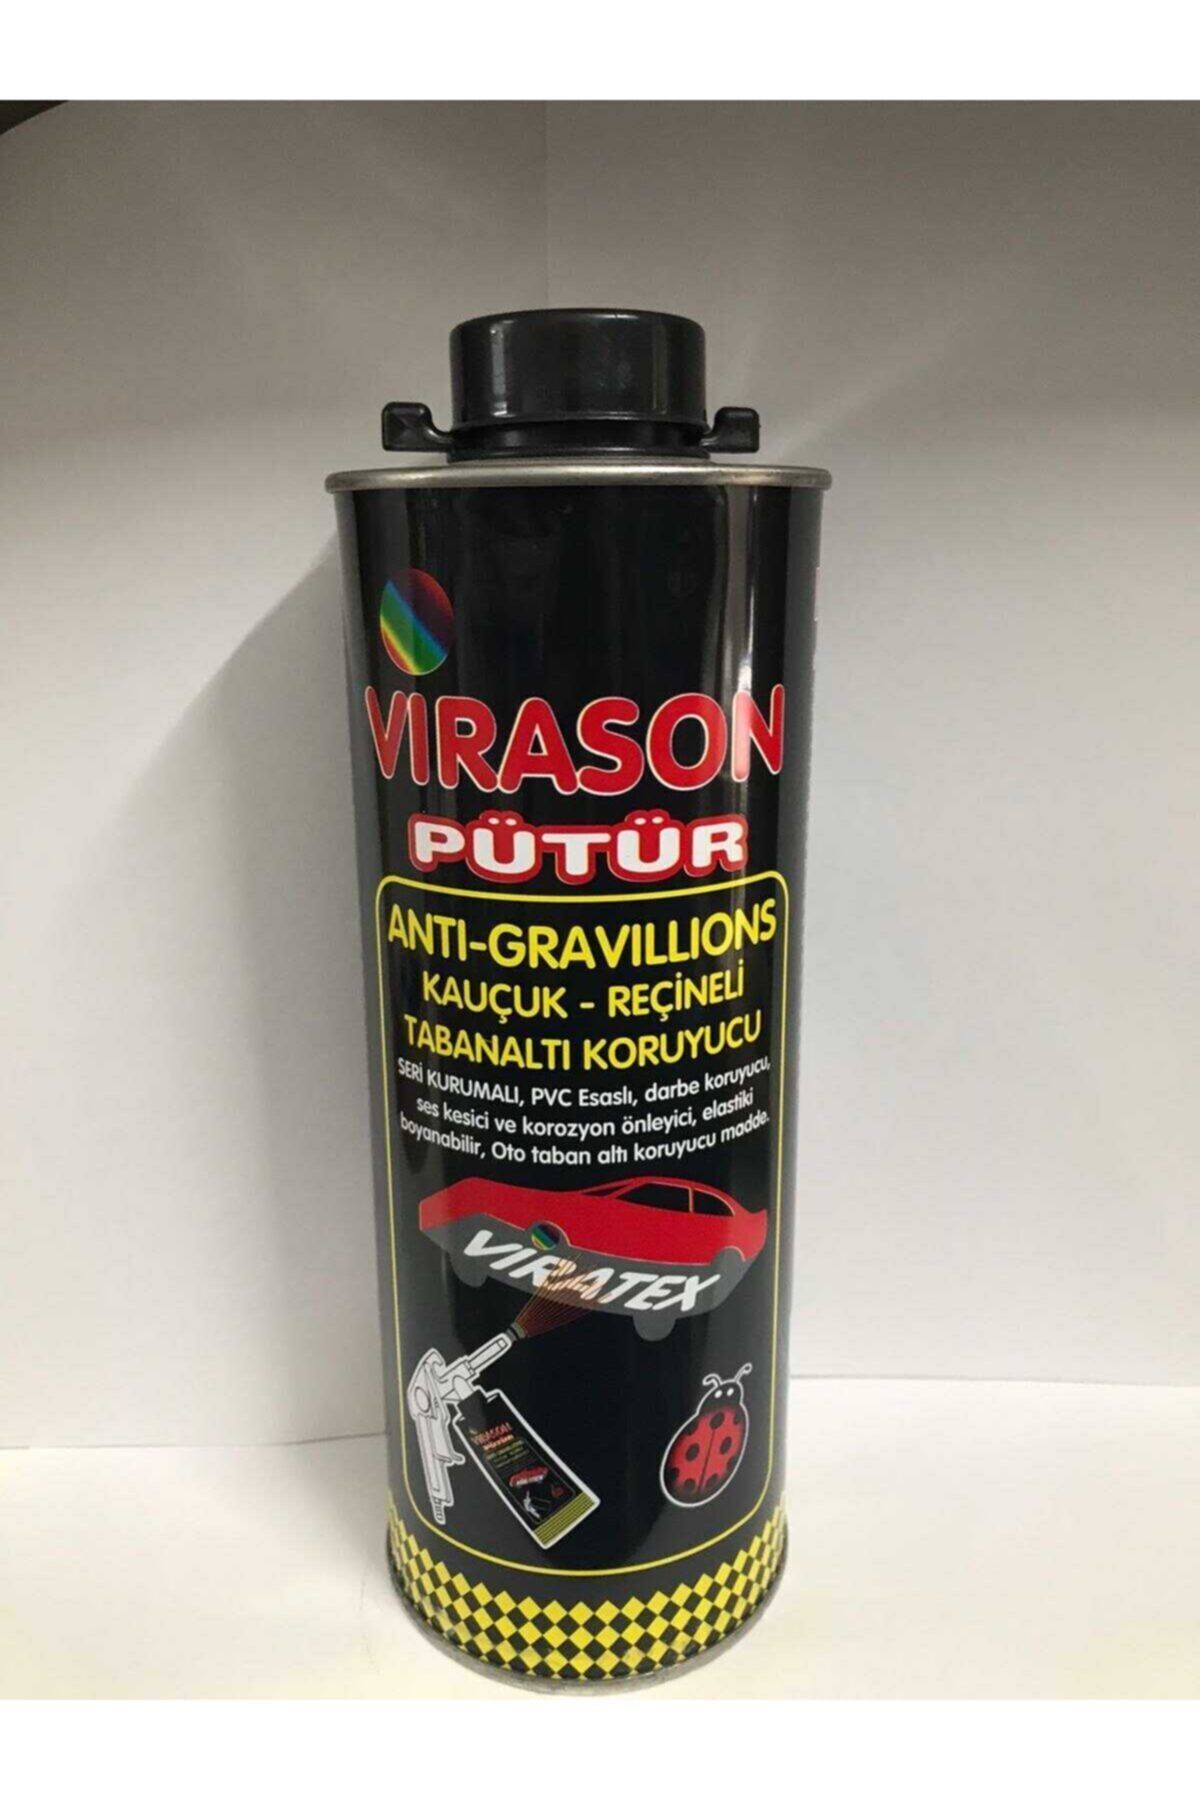 VIRASON
PÜTÜR
ANTI-GRAVILLIONS
KAUÇUK - REÇİNELİ
TABANALTI KORUYUCU
SERİ KURUMALI, PVC Esaslı, darbe koruyucu,
ses kesici ve korozyon önleyici, elastiki
boyanabilir, Oto taban altı koruyucu madde.
VIRATEX
VIRASON